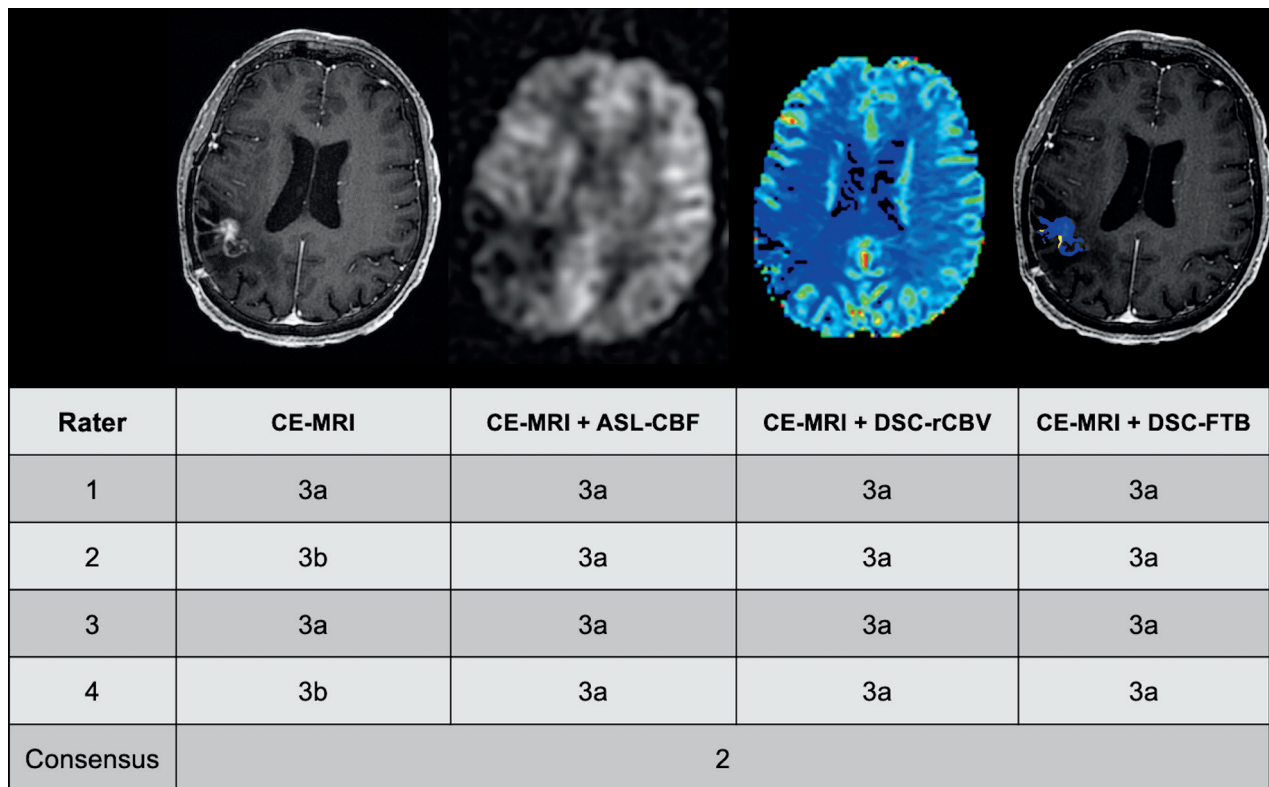 Rater CE-MRI CE-MRI + ASL-CBF CE-MRI + DSC-rCBV CE-MRI + DSC-FTB
1 3a 3a 3a 3a
2 3b 3a 3a 3a
3 3a 3a 3a 3a
4 3b 3a 3a 3a
Consensus 2